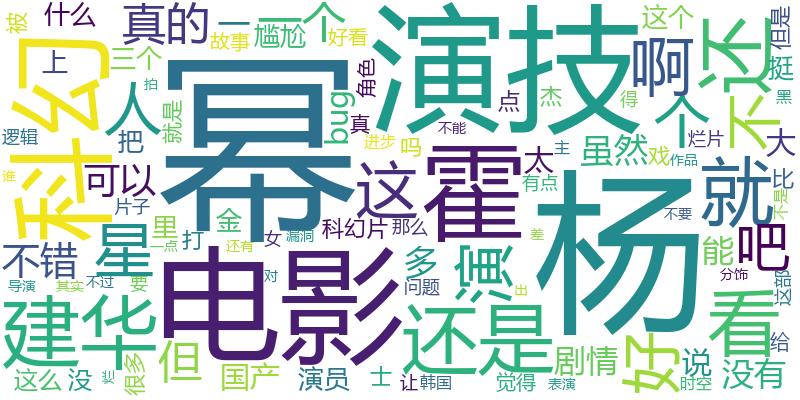 被 什么 真的 一 个 尴尬 好看 演技 这个 还 但是
上 故事 三个 角色 啊 挺
科幻 人 幂 bug 点 杰 得 个 不 黑
逻辑 把 就是 真 进步 吗 不能 主 虽然 戏 烂片 作品 大
谁 可以 拍 这 霍 太 有点 杨 就 比
片子 里 金 科幻片 那么 不要 不是
不错 星 一点 打 还有 女 漏洞 多 演 差 能 吧
导演 其实 不过 要 电影 对 问题 出 分饰 这部
建华 但 还是 剧情 好 看 给
这么 没 烂 很多 国产 演员 士 让 韩国 觉得 表演 说 时空 没有